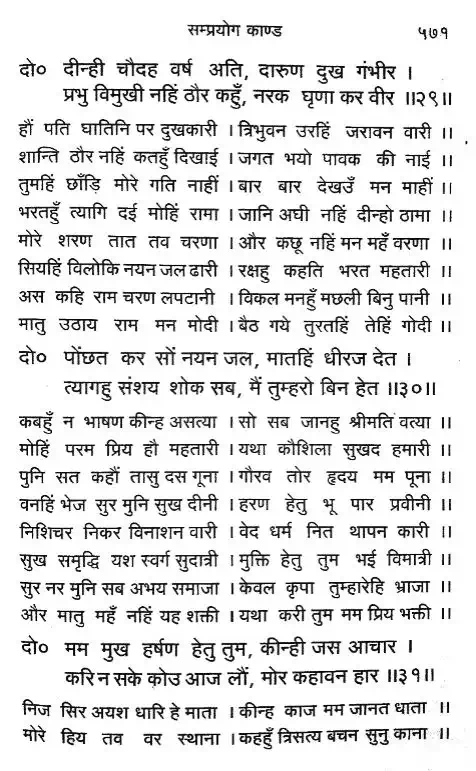 सम्प्रयोग काण्ड ५७१
दो० दीन्ही चौदह वर्ष अति, दारुण दुख गंभीर ।
प्रभु विमुखी नहिं ठौर कहुँ, नरक घृणा कर वीर ॥२९॥
हौं पति घातिनि पर दुखकारी । त्रिभुवन उरहिं जरावन वारी ॥
शान्ति ठौर नहिं कतहुँ दिखाई । जगत भयो पावक की नाई ॥
तुमहिं छाँड़ि मोरे गति नाहीं । बार बार देखउँ मन माहीं ॥
भरतहुँ त्यागि दई मोहिं रामा । जानि अघी नहिं दीन्हो ठामा ॥
मोरे शरण तात तव चरणा । और कछू नहिं मन महँ वरणा ॥
सियहिं विलोकि नयन जल ढारी । रक्षहु कहति भरत महतारी ॥
अस कहि राम चरण लपटानी । विकल मनहुँ मछली बिनु पानी ॥
मातु उठाय राम मन मोदी । बैठ गये तुरतहिं तेहिं गोदी ॥
दो० पोंछत कर सों नयन जल, मातहिं धीरज देत ।
त्यागहु संशय शोक सब, मैं तुम्हरो बिन हेत ॥३०॥
कबहुँ न भाषण कीन्ह असत्या । सो सब जानहु श्रीमति वत्या ॥
मोहिं परम प्रिय हौ महतारी । यथा कौशिला सुखद हमारी ॥
पुनि सत कहौं तासु दस गूना । गौरव तोर हृदय मम पूना ॥
वनहिं भेज सुर मुनि सुख दीनी । हरण हेतु भू पार प्रवीनी ॥
निशिचर निकर विनाशन वारी । वेद धर्म नित थापन कारी ॥
सुख समृद्धि यश स्वर्ग सुदात्री । मुक्ति हेतु तुम भई विमात्री ॥
सुर नर मुनि सब अभय समाजा । केवल कृपा तुम्हारेहि भ्राजा ॥
और मातु महँ नहिं यह शक्ती । यथा करी तुम मम प्रिय भक्ती ॥
दो० मम मुख हर्षण हेतु तुम, कीन्ही जस आचार ।
करि न सके कोउ आज लौं, मोर कहावन हार ॥३१॥
निज सिर अयश धारि हे माता । कीन्ह काज मम जानत धाता ॥
मोरे हिय तव वर स्थाना । कहहुँ त्रिसत्य बचन सुनु काना ॥